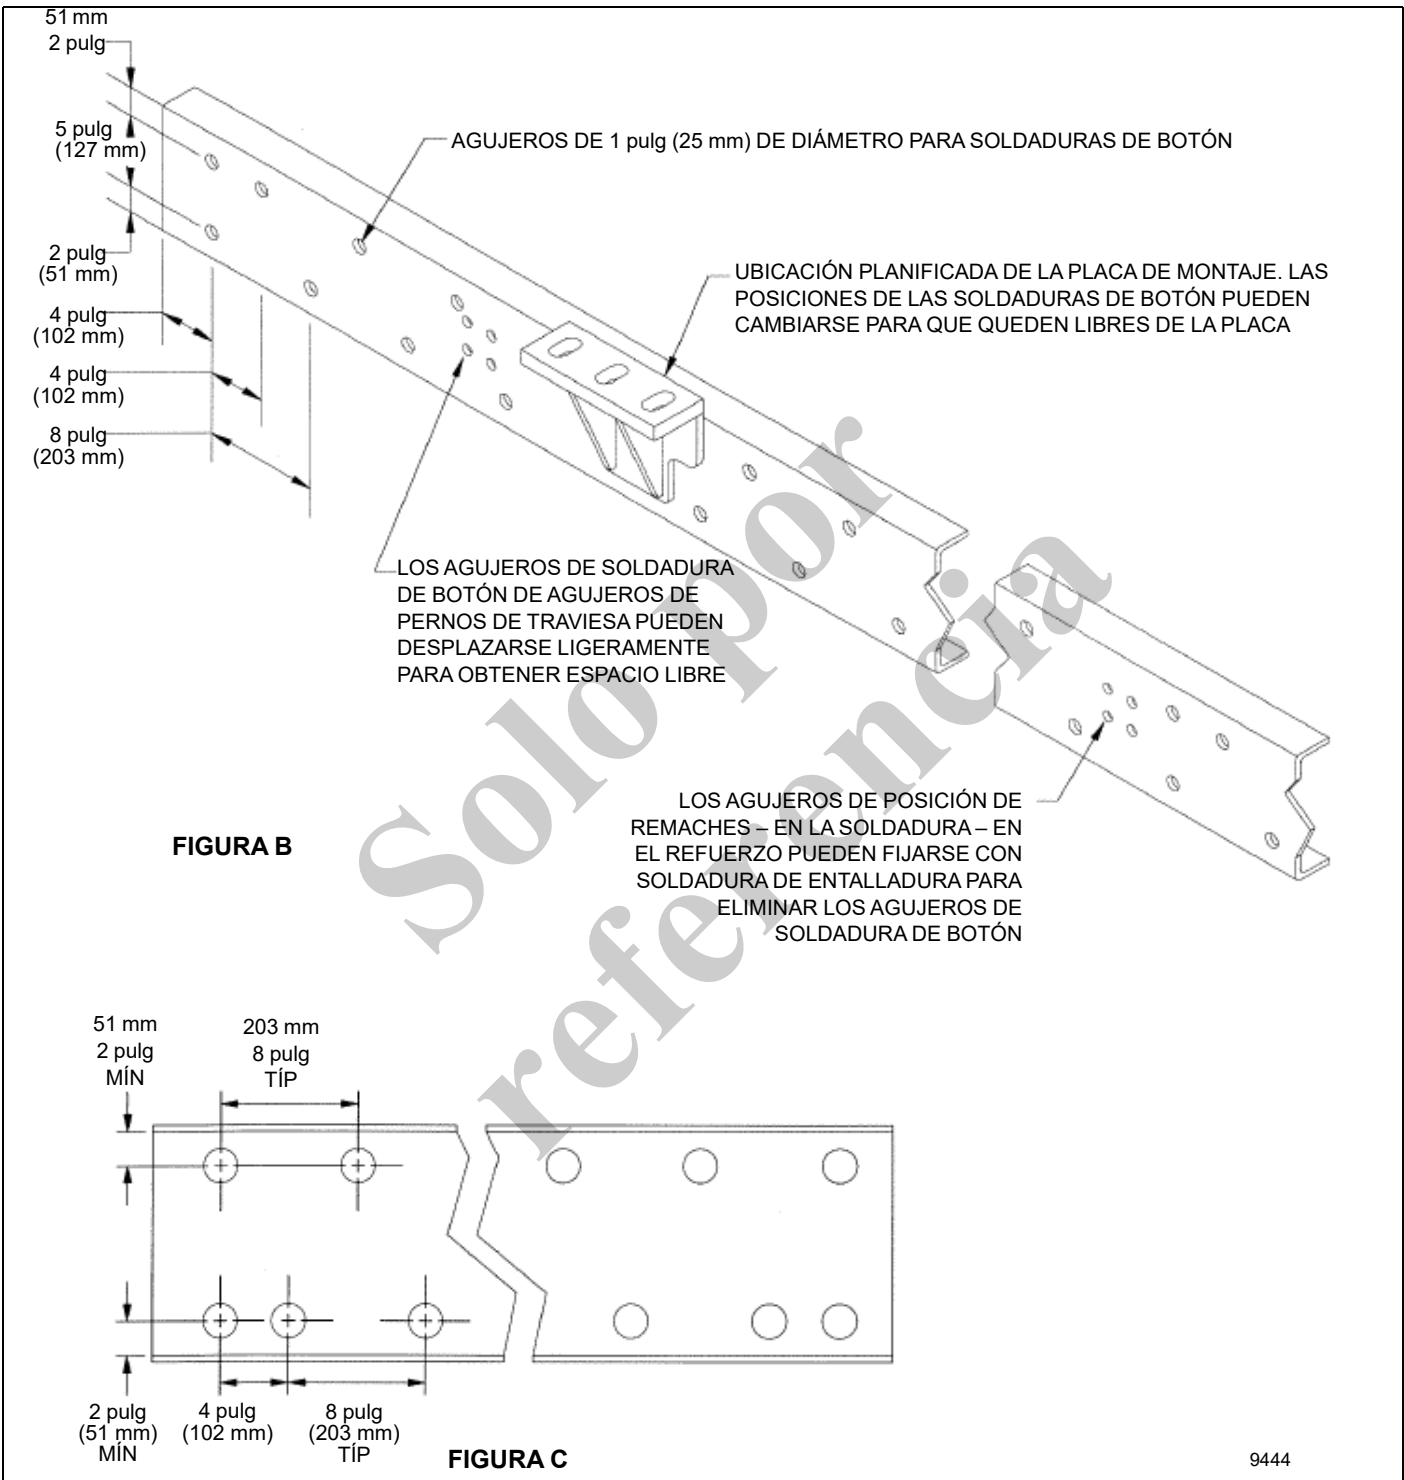 51 mm
2 pulg
5 pulg
(127 mm)
AGUJEROS DE 1 pulg (25 mm) DE DIÁMETRO PARA SOLDADURAS DE BOTÓN
2 pulg
(51 mm)
UBICACIÓN PLANIFICADA DE LA PLACA DE MONTAJE. LAS
POSICIONES DE LAS SOLDADURAS DE BOTÓN PUEDEN
CAMBIARSE PARA QUE QUEDEN LIBRES DE LA PLACA
4 pulg
(102 mm)
4 pulg
(102 mm)
8 pulg
(203 mm)
LOS AGUJEROS DE SOLDADURA
DE BOTÓN DE AGUJEROS DE
PERNOS DE TRAVIESA PUEDEN
DESPLAZARSE LIGERAMENTE
PARA OBTENER ESPACIO LIBRE
LOS AGUJEROS DE POSICIÓN DE
REMACHES – EN LA SOLDADURA – EN
EL REFUERZO PUEDEN FIJARSE CON
SOLDADURA DE ENTALLADURA PARA
ELIMINAR LOS AGUJEROS DE
SOLDADURA DE BOTÓN
FIGURA B
Solo por
referencia
51 mm
2 pulg
MÍN
203 mm
8 pulg
TÍP
2 pulg
(51 mm)
MÍN
4 pulg
(102 mm)
8 pulg
(203 mm)
TÍP
FIGURA C
9444